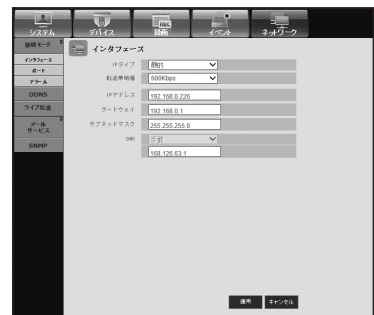 システム
デバイス
REC
録画
イベント
ネットワーク
接続モード
インタフェース
ポート
アラーム
DDNS
ライブ伝送
メール
サービス
SNMP
インタフェース
IPタイプ
静的
転送帯域幅
600Kbps
IPアドレス
192.168.0.226
ゲートウェイ
192.168.0.1
サブネットマスク
255.255.255.0
DNS
手動
168.126.63.1
適用
キャンセル